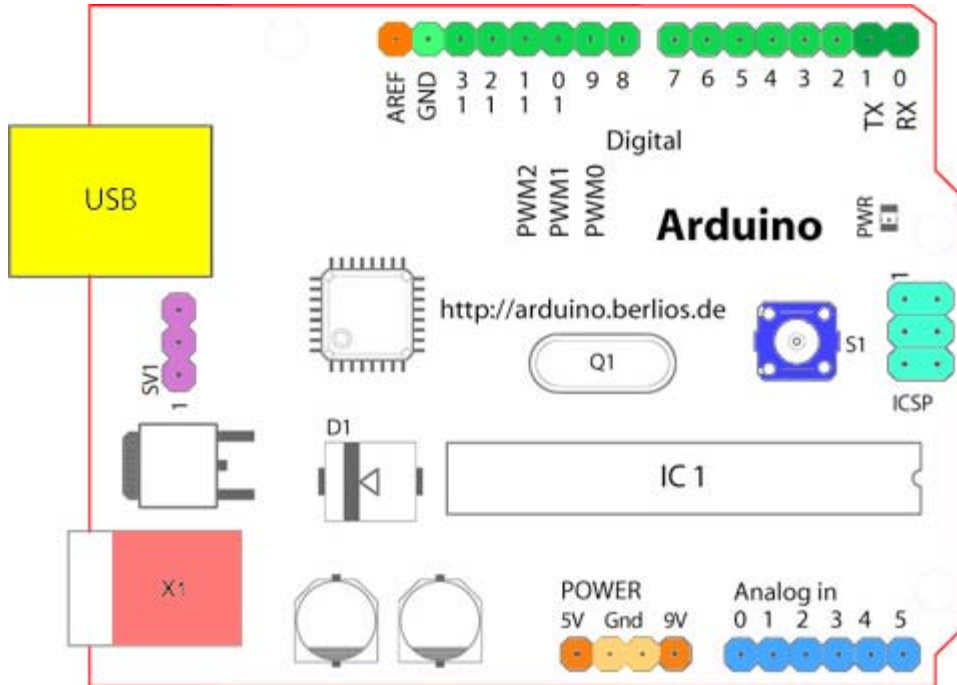 AREF GND 13 12 11 10 9 8 7 6 5 4 3 2 1 0
TX RX
Digital
USB
PWM2 PWM1 PWM0
Arduino
PWR
1
http://arduino.berlios.de
SV1
1
Q1
S1
ICSP
D1
IC 1
X1
POWER
5V Gnd 9V
Analog in
0 1 2 3 4 5